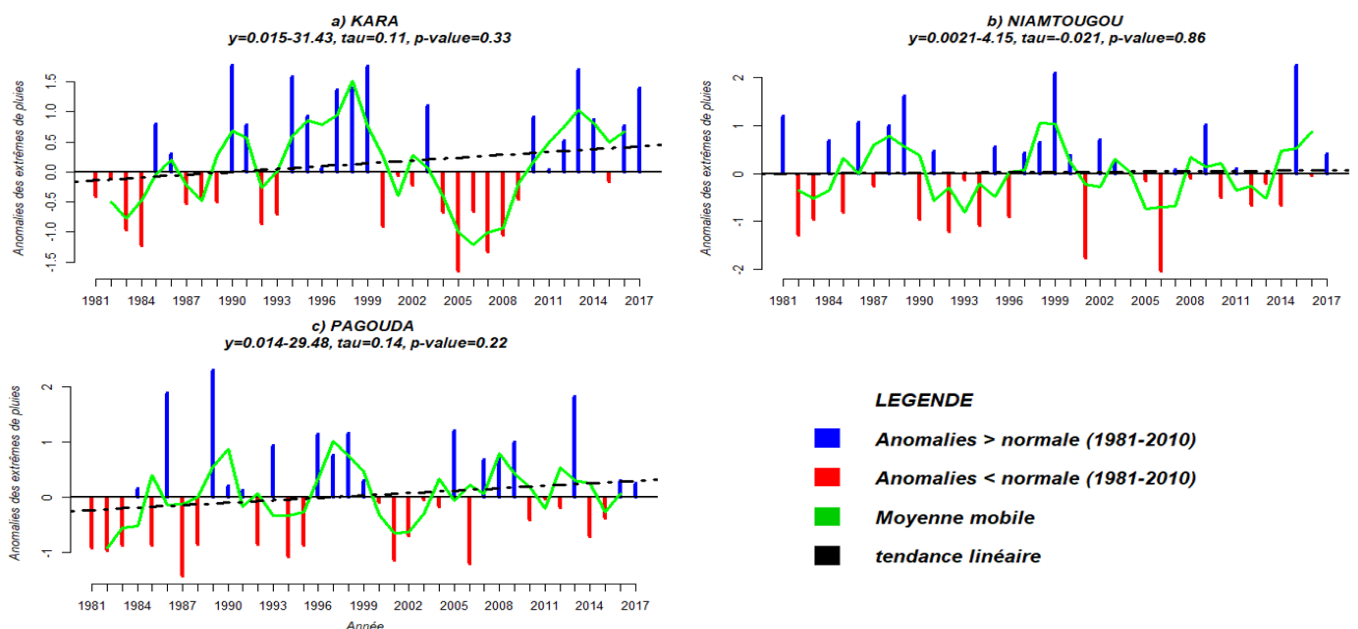 a) KARA
y=0.015-31.43, tau=0.11, p-value=0.33
Anomalies des extrêmes de pluies
1.5
1.0
0.5
0.0
-0.5
-1.0
-1.5
1981 1984 1987 1990 1993 1996 1999 2002 2005 2008 2011 2014 2017
b) NIAMTOUGOU
y=0.0021-4.15, tau=-0.021, p-value=0.86
Anomalies des extrêmes de pluies
2
1
0
-1
-2
1981 1984 1987 1990 1993 1996 1999 2002 2005 2008 2011 2014 2017
c) PAGOUDA
y=0.014-29.48, tau=0.14, p-value=0.22
Anomalies des extrêmes de pluies
2
1
0
-1
1981 1984 1987 1990 1993 1996 1999 2002 2005 2008 2011 2014 2017
Année
LEGENDE
Anomalies > normale (1981-2010)
Anomalies < normale (1981-2010)
Moyenne mobile
tendance linéaire